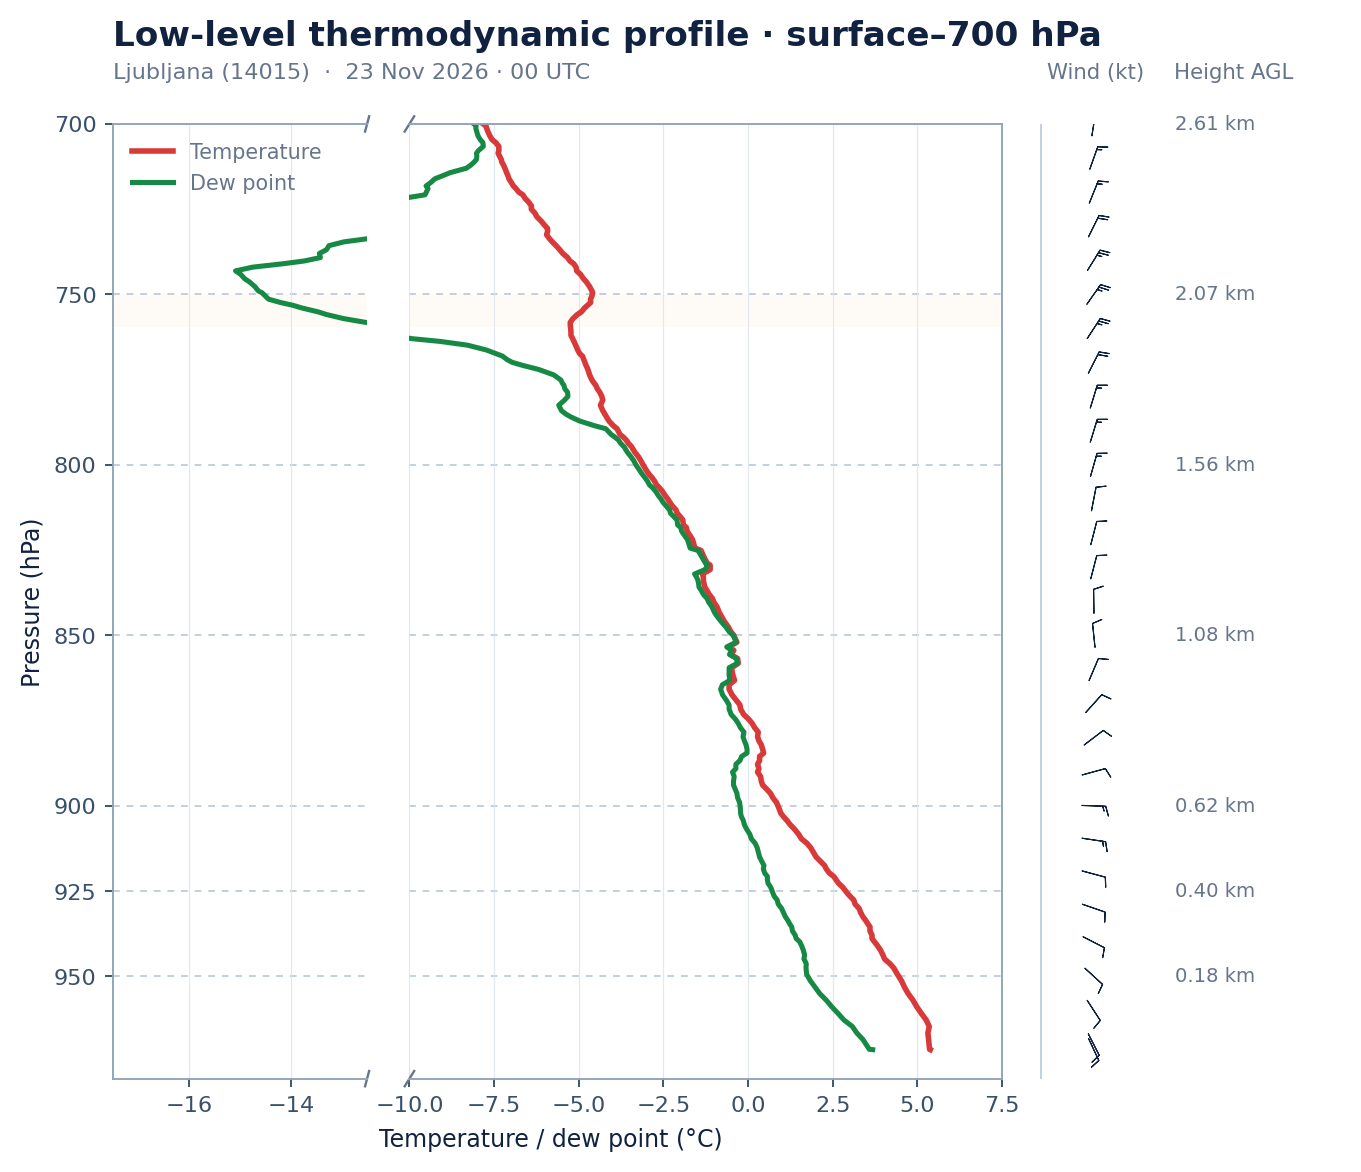 Low-level thermodynamic profile · surface–700 hPa
Ljubljana (14015)  ·  23 Nov 2026 · 00 UTC
Wind (kt)
Height AGL
Temperature
Dew point
700
750
800
850
900
925
950
Pressure (hPa)
−16
−14
−10.0
−7.5
−5.0
−2.5
0.0
2.5
5.0
7.5
Temperature / dew point (°C)
2.61 km
2.07 km
1.56 km
1.08 km
0.62 km
0.40 km
0.18 km